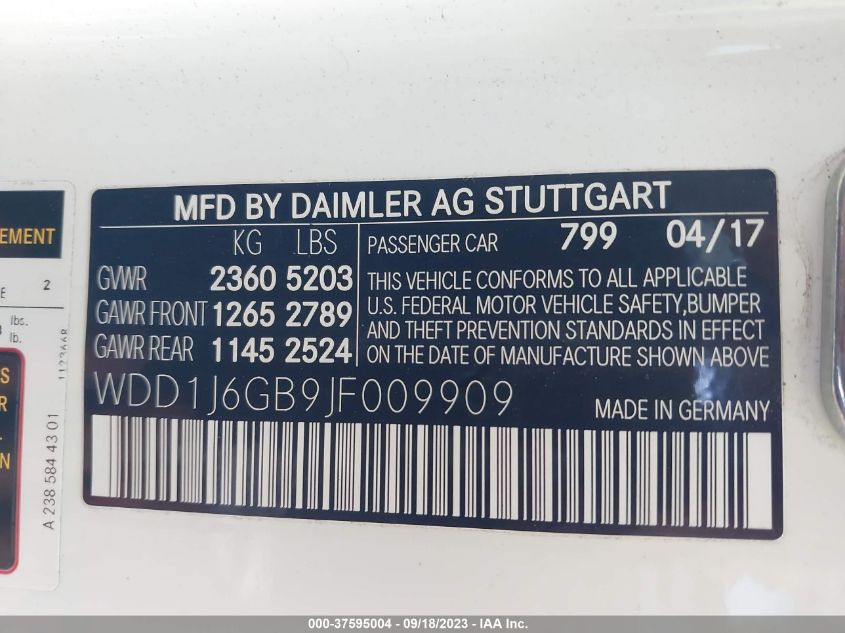 MFD BY DAIMLER AG STUTTGART
KG LBS
GVWR 2360 5203
GAWR FRONT 1265 2789
GAWR REAR 1145 2524
PASSENGER CAR 799 04/17
THIS VEHICLE CONFORMS TO ALL APPLICABLE
U.S. FEDERAL MOTOR VEHICLE SAFETY,BUMPER
AND THEFT PREVENTION STANDARDS IN EFFECT
ON THE DATE OF MANUFACTURE SHOWN ABOVE
WDD1J6GB9JF009909
MADE IN GERMANY
EMENT
E 2
lbs.
lb.
S
R
.
N
A 238 584 43 01
000-37595004 - 09/18/2023 - IAA Inc.